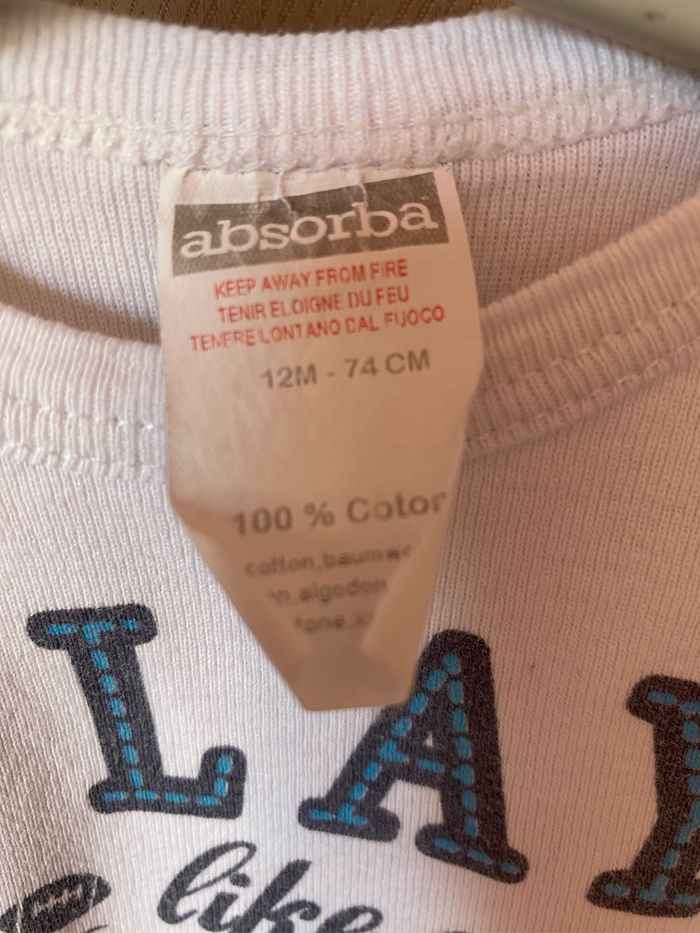 absorba
KEEP AWAY FROM FIRE
TENIR ELOIGNE DU FEU
TENERE LONTANO DAL FUOCO
12M - 74 CM
100 % Coton
cotton,baumw
algodon
LA
like